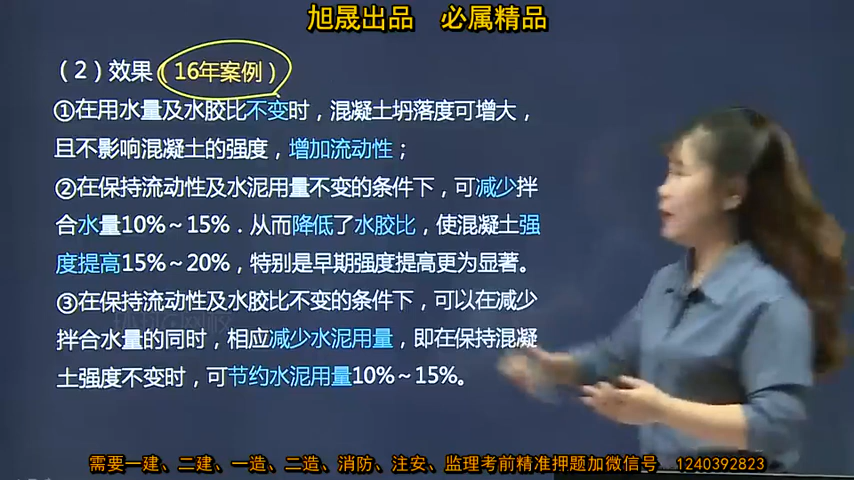 旭晟出品 必属精品
（2）效果（16年案例）
①在用水量及水胶比不变时，混凝土坍落度可增大，
且不影响混凝土的强度，增加流动性；
②在保持流动性及水泥用量不变的条件下，可减少拌
合水量10%～15%．从而降低了水胶比，使混凝土强
度提高15%～20%，特别是早期强度提高更为显著。
③在保持流动性及水胶比不变的条件下，可以在减少
拌合水量的同时，相应减少水泥用量，即在保持混凝
土强度不变时，可节约水泥用量10%～15%。
需要一建、二建、一造、二造、消防、注安、监理考前精准押题加微信号 1240392823